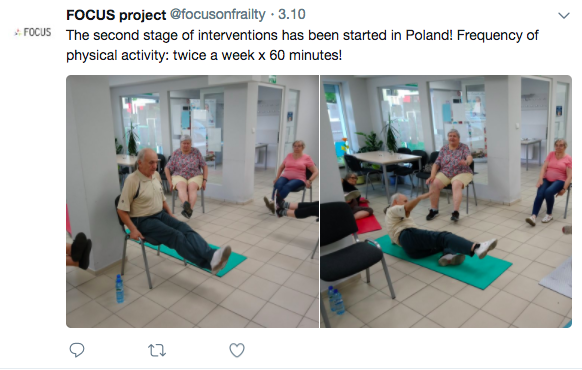 FOCUS project @focusonfrailty · 3.10
FOCUS
The second stage of interventions has been started in Poland! Frequency of
physical activity: twice a week x 60 minutes!